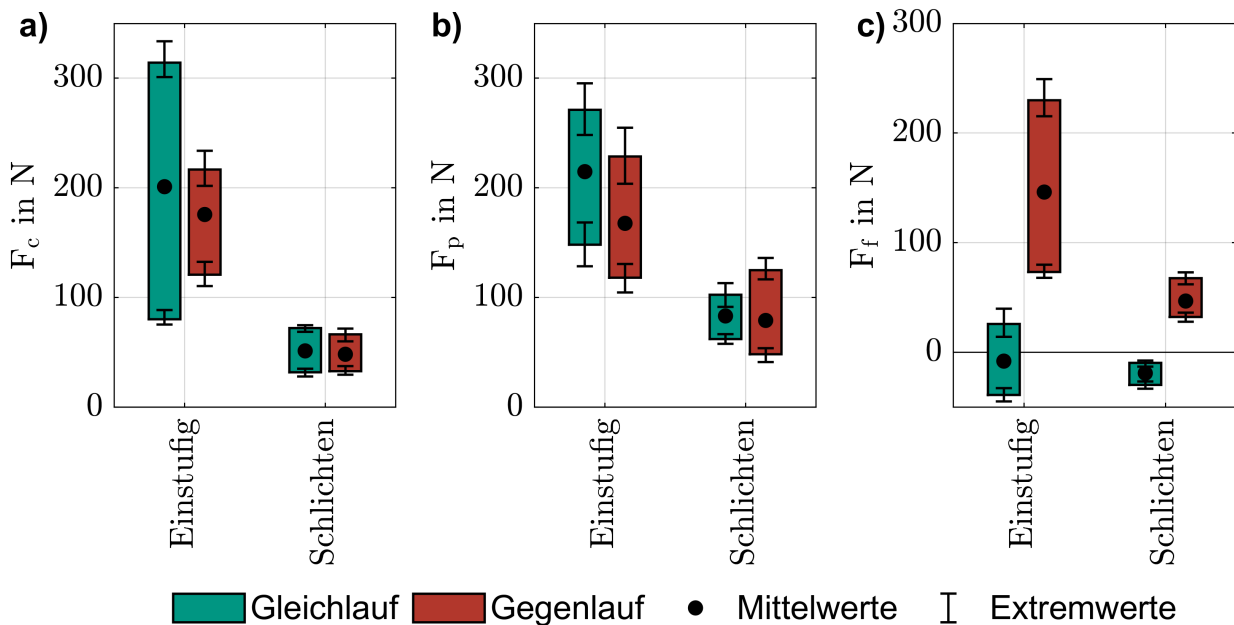 a)
F_c in N
300
200
100
0
Einstufig
Schlichten
b)
F_p in N
300
200
100
0
Einstufig
Schlichten
c)
F_f in N
300
200
100
0
Einstufig
Schlichten
Gleichlauf Gegenlauf Mittelwerte Extremwerte